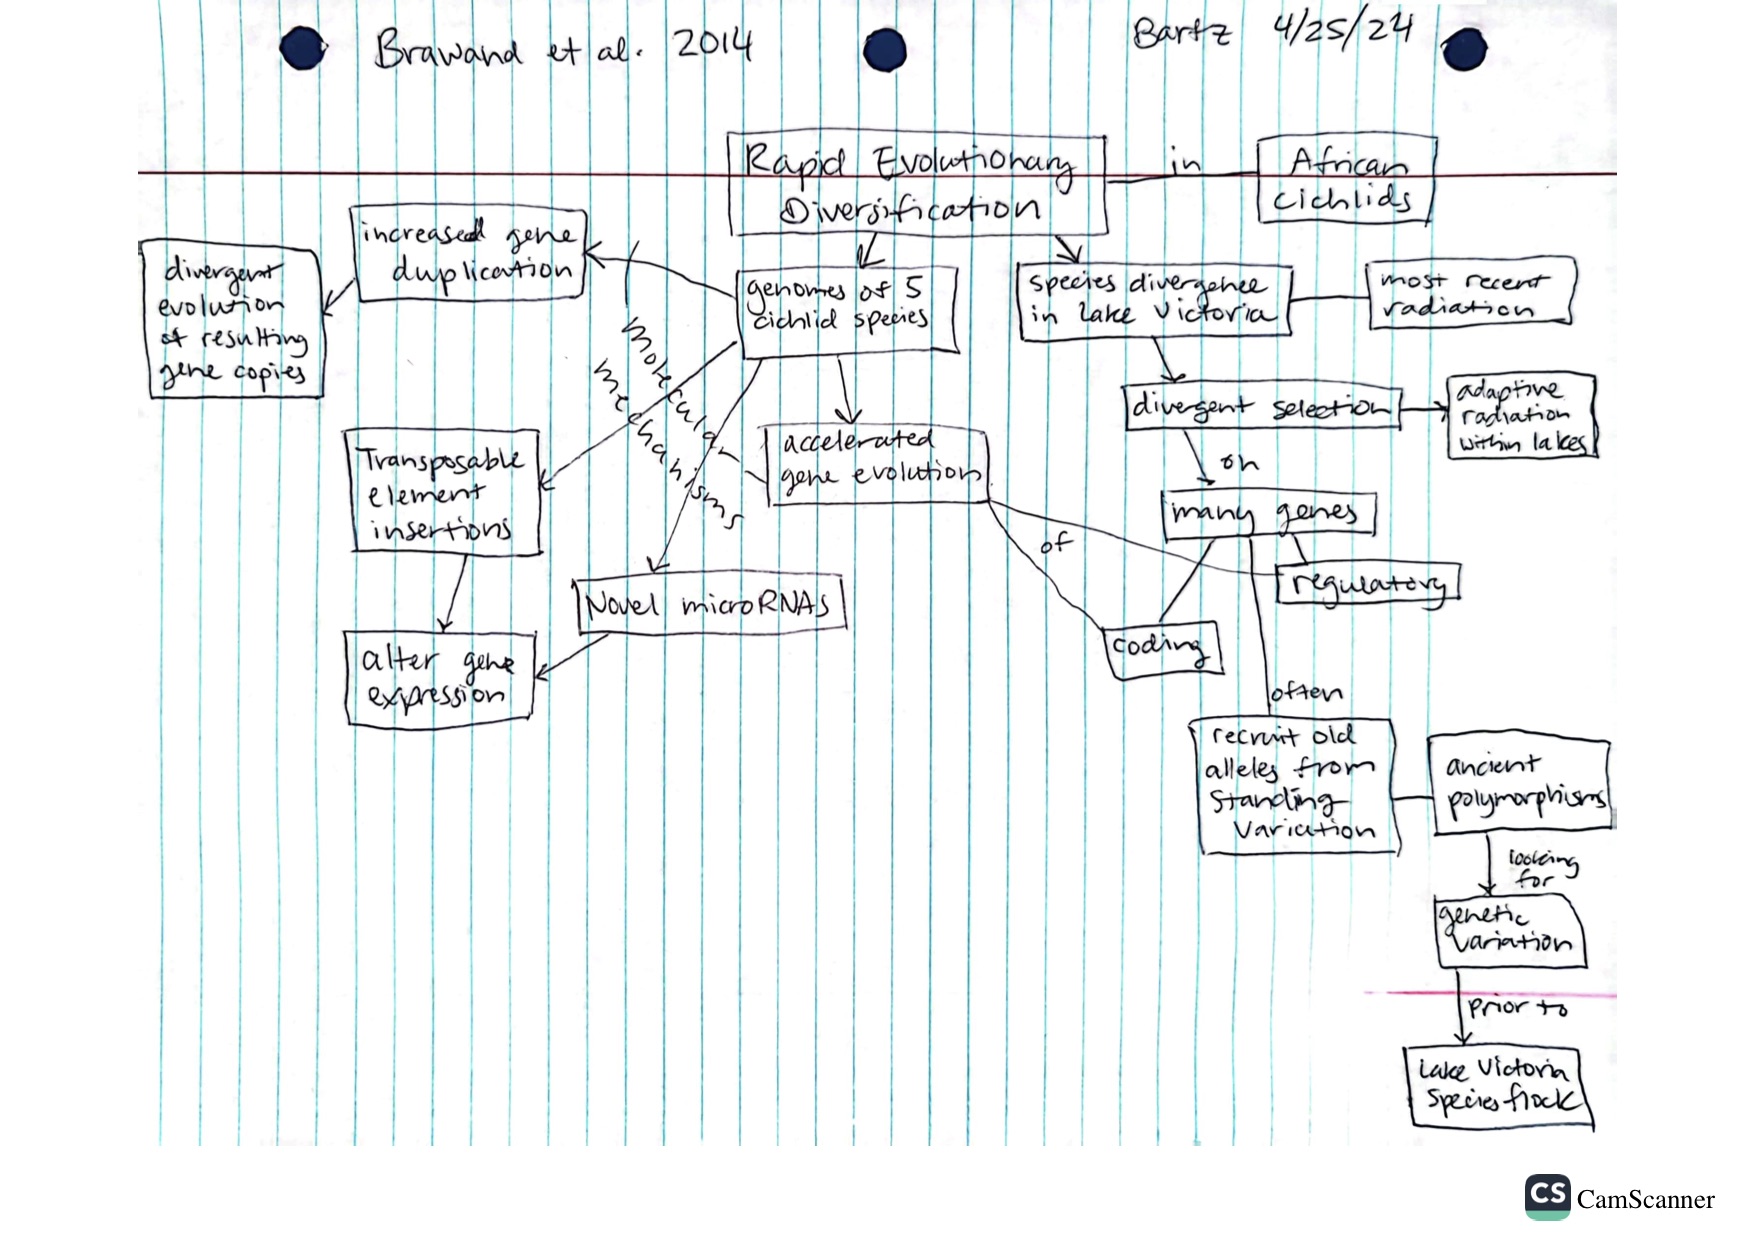 Brawand et al. 2014
Bartz 4/25/24
Rapid Evolutionary
Diversification
in
African
cichlids
increased gene
duplication
divergent
evolution
of resulting
gene copies
genomes of 5
cichlid species
species divergence
in Lake Victoria
most recent
radiation
molecular
mechanisms
divergent selection
adaptive
radiation
within lakes
Transposable
element
insertions
accelerated
gene evolution
on
many genes
of
regulatory
Novel microRNAs
coding
alter gene
expression
often
recruit old
alleles from
Standing
Variation
ancient
polymorphisms
looking
for
genetic
variation
prior to
Lake Victoria
Species flock
CS CamScanner